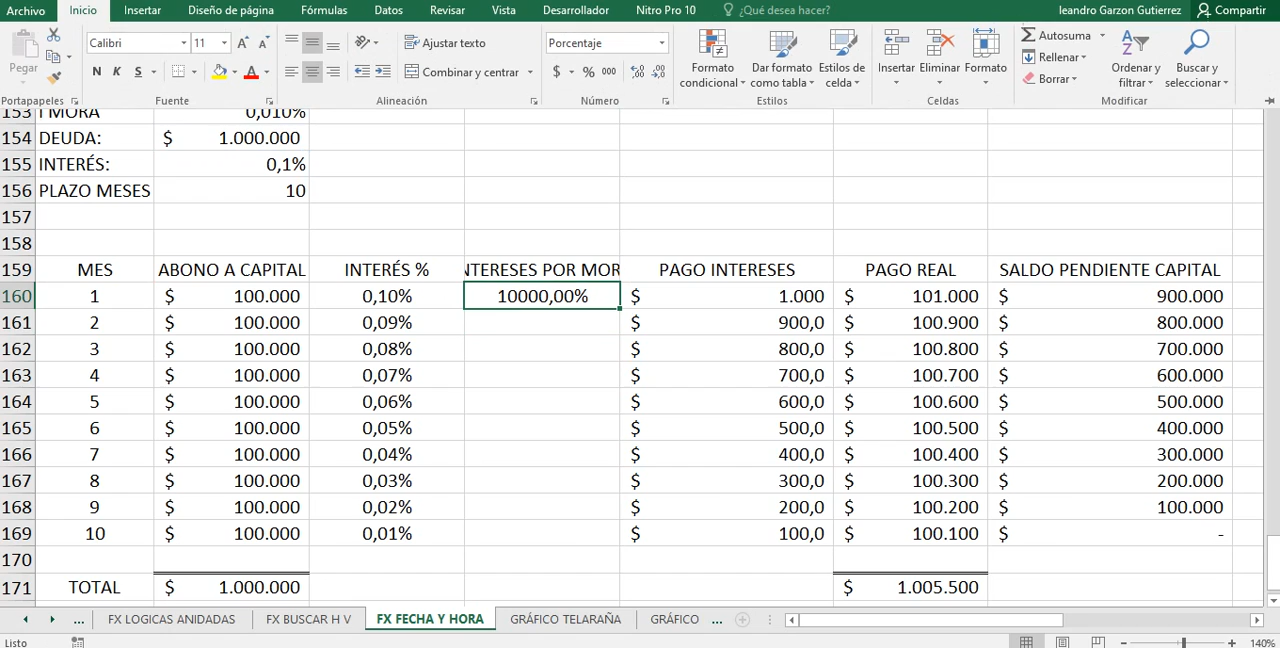 Archivo Inicio Insertar Diseño de página Fórmulas Datos Revisar Vista Desarrollador Nitro Pro 10 ¿Qué desea hacer? leandro Garzon Gutierrez Compartir
Pegar Calibri 11 Ajustar texto Porcentaje Formato condicional Dar formato como tabla Estilos de celda Insertar Eliminar Formato Autosuma Rellenar Borrar Ordenar y filtrar Buscar y seleccionar
N K S Combinar y centrar $ % 000
Portapapeles Fuente Alineación Número Estilos Celdas Modificar
153 I MORA 0,010%
154 DEUDA: $ 1.000.000
155 INTERÉS: 0,1%
156 PLAZO MESES 10
157
158
159 MES ABONO A CAPITAL INTERÉS % NTERESES POR MOR PAGO INTERESES PAGO REAL SALDO PENDIENTE CAPITAL
160 1 $ 100.000 0,10% 10000,00% $ 1.000 $ 101.000 $ 900.000
161 2 $ 100.000 0,09% $ 900,0 $ 100.900 $ 800.000
162 3 $ 100.000 0,08% $ 800,0 $ 100.800 $ 700.000
163 4 $ 100.000 0,07% $ 700,0 $ 100.700 $ 600.000
164 5 $ 100.000 0,06% $ 600,0 $ 100.600 $ 500.000
165 6 $ 100.000 0,05% $ 500,0 $ 100.500 $ 400.000
166 7 $ 100.000 0,04% $ 400,0 $ 100.400 $ 300.000
167 8 $ 100.000 0,03% $ 300,0 $ 100.300 $ 200.000
168 9 $ 100.000 0,02% $ 200,0 $ 100.200 $ 100.000
169 10 $ 100.000 0,01% $ 100,0 $ 100.100 $ -
170
171 TOTAL $ 1.000.000 $ 1.005.500
... FX LOGICAS ANIDADAS FX BUSCAR H V FX FECHA Y HORA GRÁFICO TELARAÑA GRÁFICO ...
Listo 140%